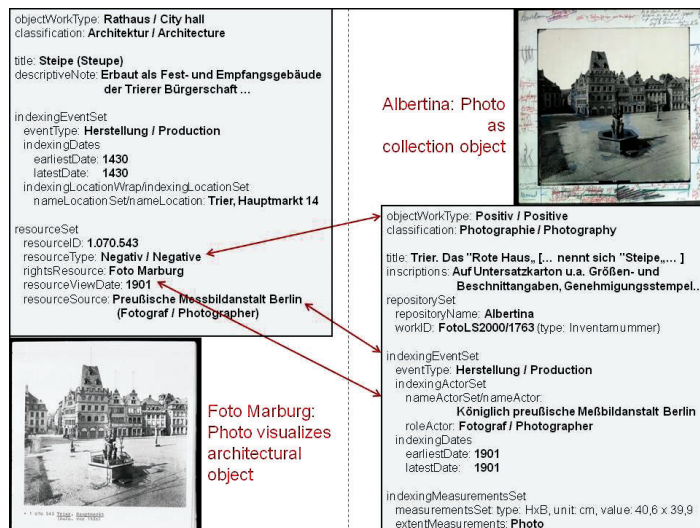 objectWorkType: Rathaus / City hall
classification: Architektur / Architecture
title: Steipe (Steupe)
descriptiveNote: Erbaut als Fest- und Empfangsgebäude
der Trierer Bürgerschaft ...
indexingEventSet
eventType: Herstellung / Production
indexingDates
earliestDate: 1430
latestDate: 1430
indexingLocationWrap/indexingLocationSet
nameLocationSet/nameLocation: Trier, Hauptmarkt 14
resourceSet
resourceID: 1.070.543
resourceType: Negativ / Negative
rightsResource: Foto Marburg
resourceViewDate: 1901
resourceSource: Preußische Messbildanstalt Berlin
(Fotograf / Photographer)
Foto Marburg:
Photo visualizes
architectural
object
Albertina: Photo
as
collection object
objectWorkType: Positiv / Positive
classification: Photographie / Photography
title: Trier. Das "Rote Haus„ [... nennt sich "Steipe„... ]
inscriptions: Auf Untersatzkarton u.a. Größen- und
Beschnittangaben, Genehmigungsstempel...
repositorySet
repositoryName: Albertina
workID: FotoLS2000/1763 (type: Inventarnummer)
indexingEventSet
eventType: Herstellung / Production
indexingActorSet
nameActorSet/nameActor:
Königlich preußische Meßbildanstalt Berlin
roleActor: Fotograf / Photographer
indexingDates
earliestDate: 1901
latestDate: 1901
indexingMeasurementsSet
measurementsSet type: HxB, unit: cm, value: 40,6 x 39,9
extentMeasurements: Photo